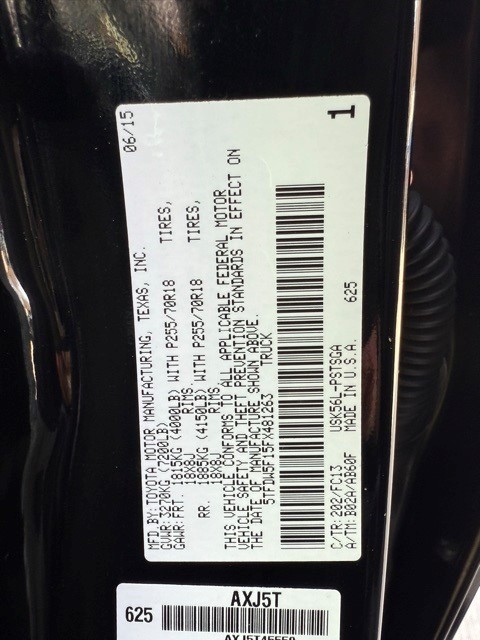 MFD.BY:TOYOTA MOTOR MANUFACTURING, TEXAS, INC. 06/15
GVWR:3270KG(7200LB)
GAWR:FRT. 1815KG (4000LB) WITH P255/70R18 TIRES,
18X8J RIMS.
RR. 1885KG (4150LB) WITH P255/70R18 TIRES,
18X8J RIMS.
THIS VEHICLE CONFORMS TO ALL APPLICABLE FEDERAL MOTOR
VEHICLE SAFETY AND THEFT PREVENTION STANDARDS IN EFFECT ON
THE DATE OF MANUFACTURE SHOWN ABOVE.
5TFDW5F15FX481263 TRUCK
C/TR: 202/FC13 USK56L-PSTSGA 625
A/TM: B02A/AB60F MADE IN U.S.A.
1
AXJ5T
625